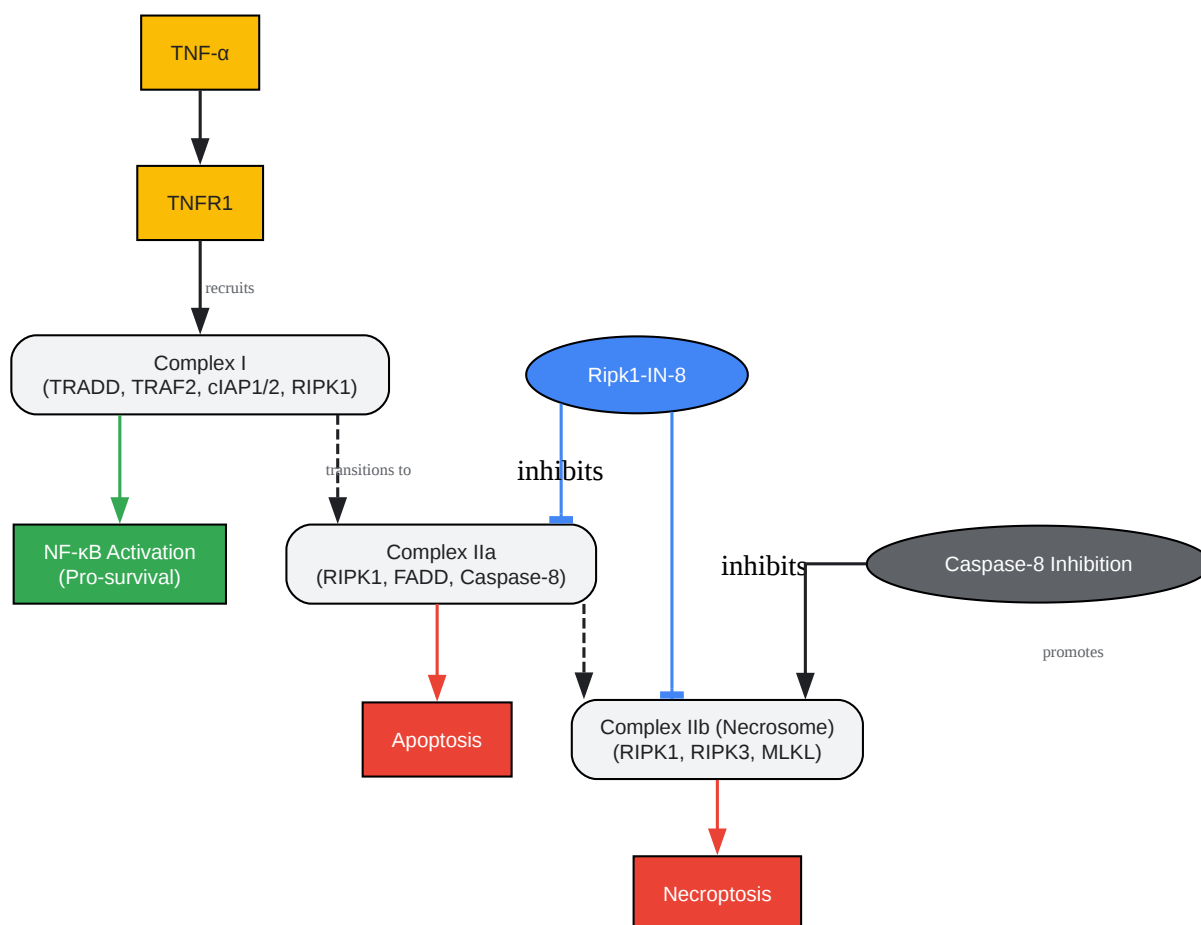 TNF-α
TNFR1
recruits
Complex I
(TRADD, TRAF2, cIAP1/2, RIPK1)
Ripk1-IN-8
transitions to
inhibits
NF-κB Activation
(Pro-survival)
Complex IIa
(RIPK1, FADD, Caspase-8)
inhibits
Caspase-8 Inhibition
promotes
Apoptosis
Complex IIb (Necrosome)
(RIPK1, RIPK3, MLKL)
Necroptosis